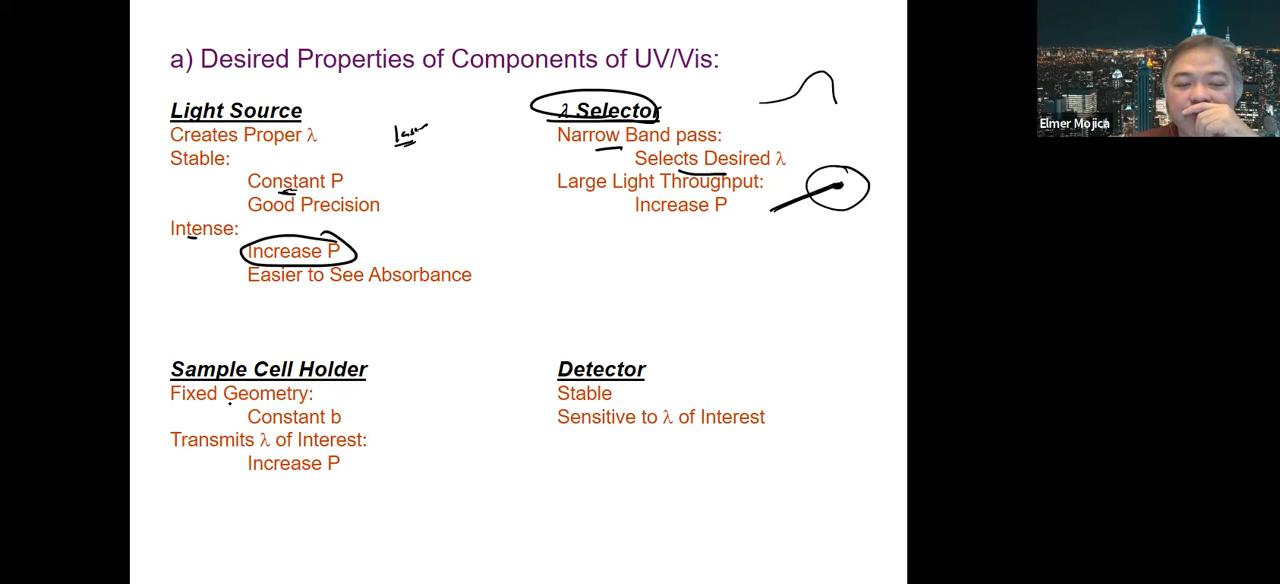 a) Desired Properties of Components of UV/Vis:
Light Source
Creates Proper λ
laser
Stable:
Constant P
Good Precision
Intense:
Increase P
Easier to See Absorbance
λ Selector
Narrow Band pass:
Selects Desired λ
Large Light Throughput:
Increase P
Sample Cell Holder
Fixed Geometry:
Constant b
Transmits λ of Interest:
Increase P
Detector
Stable
Sensitive to λ of Interest
Elmer Mojica